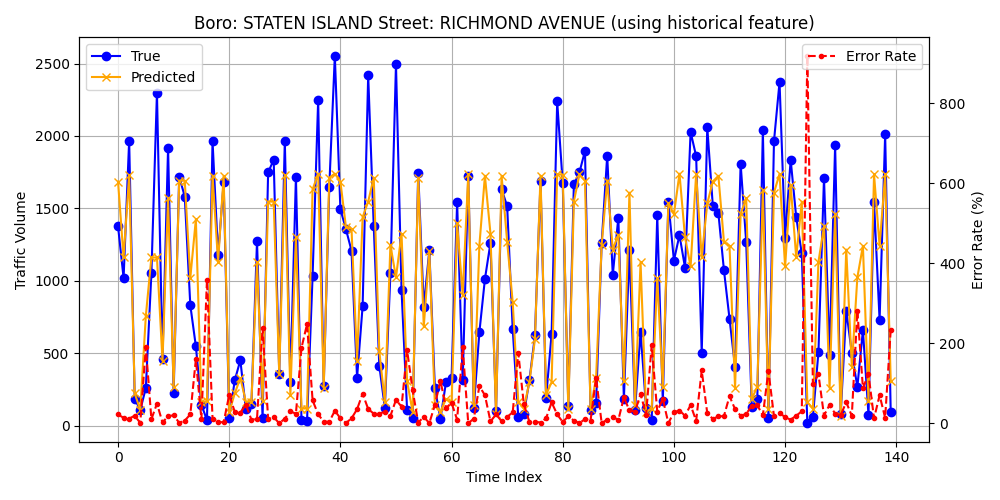 Boro: STATEN ISLAND Street: RICHMOND AVENUE (using historical feature)
True
Predicted
Error Rate
Traffic Volume
2500
2000
1500
1000
500
0
Error Rate (%)
800
600
400
200
0
0 20 40 60 80 100 120 140
Time Index